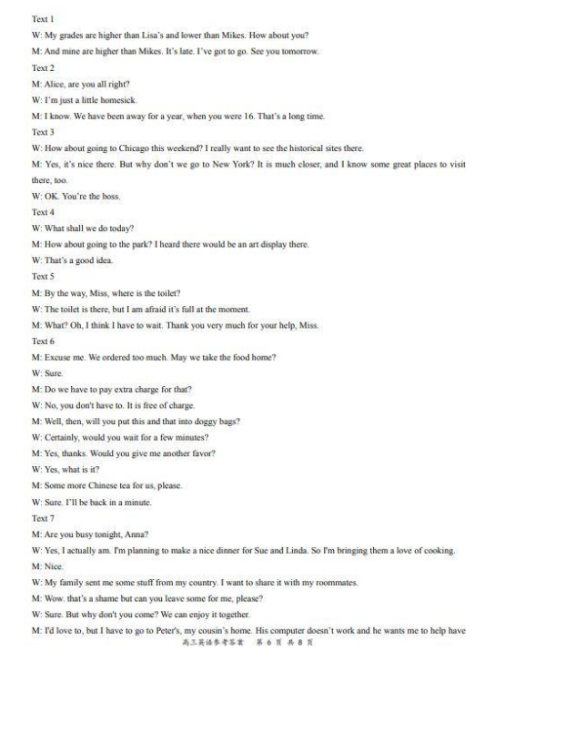 Text 1
W: My grades are higher than Lisa's and lower than Mikes. How about you?
M: And mine are higher than Mikes. It's late. I've got to go. See you tomorrow.
Text 2
M: Alice, are you all right?
W: I'm just a little homesick.
M: I know. We have been away for a year, when you were 16. That's a long time.
Text 3
W: How about going to Chicago this weekend? I really want to see the historical sites there.
M: Yes, it's nice there. But why don't we go to New York? It is much closer, and I know some great places to visit
there, too.
W: OK. You're the boss.
Text 4
W: What shall we do today?
M: How about going to the park? I heard there would be an art display there.
W: That's a good idea.
Text 5
M: By the way, Miss, where is the toilet?
W: The toilet is there, but I am afraid it's full at the moment.
M: What? Oh, I think I have to wait. Thank you very much for your help, Miss.
Text 6
M: Excuse me. We ordered too much. May we take the food home?
W: Sure.
M: Do we have to pay extra charge for that?
W: No, you don't have to. It is free of charge.
M: Well, then, will you put this and that into doggy bags?
W: Certainly, would you wait for a few minutes?
M: Yes, thanks. Would you give me another favor?
W: Yes, what is it?
M: Some more Chinese tea for us, please.
W: Sure. I'll be back in a minute.
Text 7
M: Are you busy tonight, Anna?
W: Yes, I actually am. I'm planning to make a nice dinner for Sue and Linda. So I'm bringing them a love of cooking.
M: Nice.
W: My family sent me some stuff from my country. I want to share it with my roommates.
M: Wow. that's a shame but can you leave some for me, please?
W: Sure. But why don't you come? We can enjoy it together.
M: I'd love to, but I have to go to Peter's, my cousin's home. His computer doesn't work and he wants me to help have
高三英语参考答案 第 6 页 共 8 页